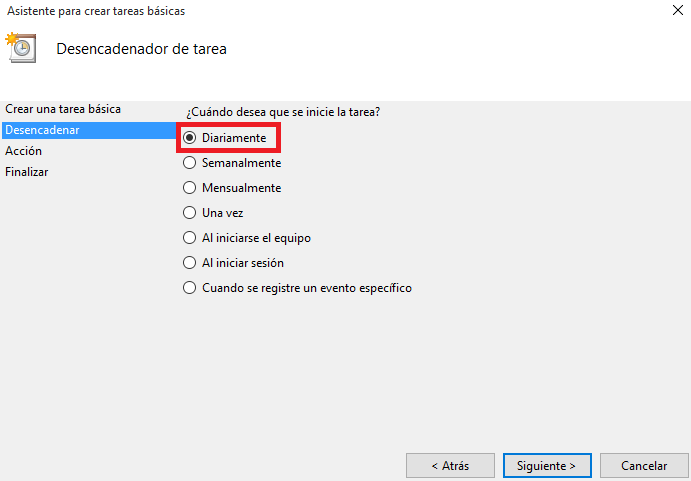 Asistente para crear tareas básicas
Desencadenador de tarea
Crear una tarea básica
Desencadenar
Acción
Finalizar
¿Cuándo desea que se inicie la tarea?
Diariamente
Semanalmente
Mensualmente
Una vez
Al iniciarse el equipo
Al iniciar sesión
Cuando se registre un evento específico
< Atrás
Siguiente >
Cancelar